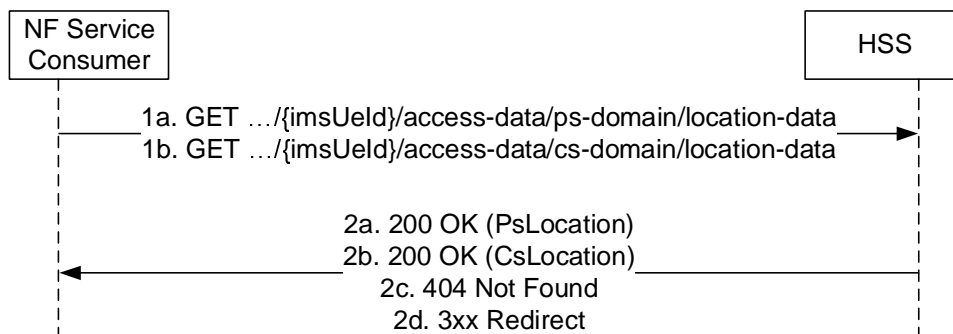 NF Service
Consumer
HSS
1a. GET …/{imsUeId}/access-data/ps-domain/location-data
1b. GET …/{imsUeId}/access-data/cs-domain/location-data
2a. 200 OK (PsLocation)
2b. 200 OK (CsLocation)
2c. 404 Not Found
2d. 3xx Redirect